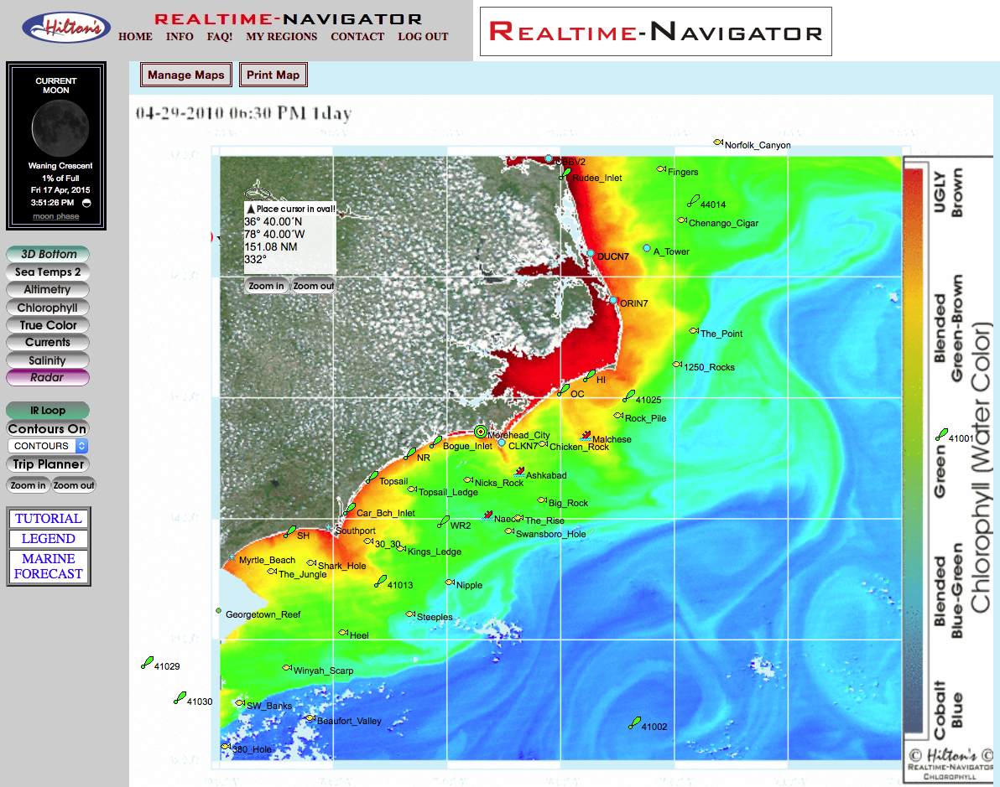 Hilton's
REALTIME-NAVIGATOR
HOME INFO FAQ! MY REGIONS CONTACT LOG OUT
REALTIME-NAVIGATOR
Manage Maps
Print Map
CURRENT
MOON
Waning Crescent
1% of Full
Fri 17 Apr, 2015
3:51:26 PM
moon phase
3D Bottom
Sea Temps 2
Altimetry
Chlorophyll
True Color
Currents
Salinity
Radar
IR Loop
Contours On
CONTOURS
Trip Planner
Zoom in Zoom out
TUTORIAL
LEGEND
MARINE
FORECAST
04-29-2010 06:30 PM 1day
Place cursor in oval!
36° 40.00´N
78° 40.00´W
151.08 NM
332°
Zoom in Zoom out
Norfolk_Canyon
Rudee_Inlet
Fingers
44014
Chenango_Cigar
A_Tower
DUCN7
ORIN7
The_Point
1250_Rocks
HI
OC
41025
Rock_Pile
Morehead_City
Malchese
Bogue_Inlet
CLKN7
Chicken_Rock
41001
NR
Ashkabad
Topsail
Nicks_Rock
Topsail_Ledge
Big_Rock
Car_Bch_Inlet
The_Rise
WR2
Southport
Swansboro_Hole
SH
30_30
Kings_Ledge
Myrtle_Beach
Shark_Hole
The_Jungle
41013
Nipple
Georgetown_Reef
Steeples
Heel
41029
Winyah_Scarp
41030
SW_Banks
Beaufort_Valley
41002
380_Hole
UGLY
Brown
Blended
Green-Brown
Green
Blended
Blue-Green
Cobalt
Blue
Chlorophyll (Water Color)
© Hilton's ©
REALTIME-NAVIGATOR
CHLOROPHYLL